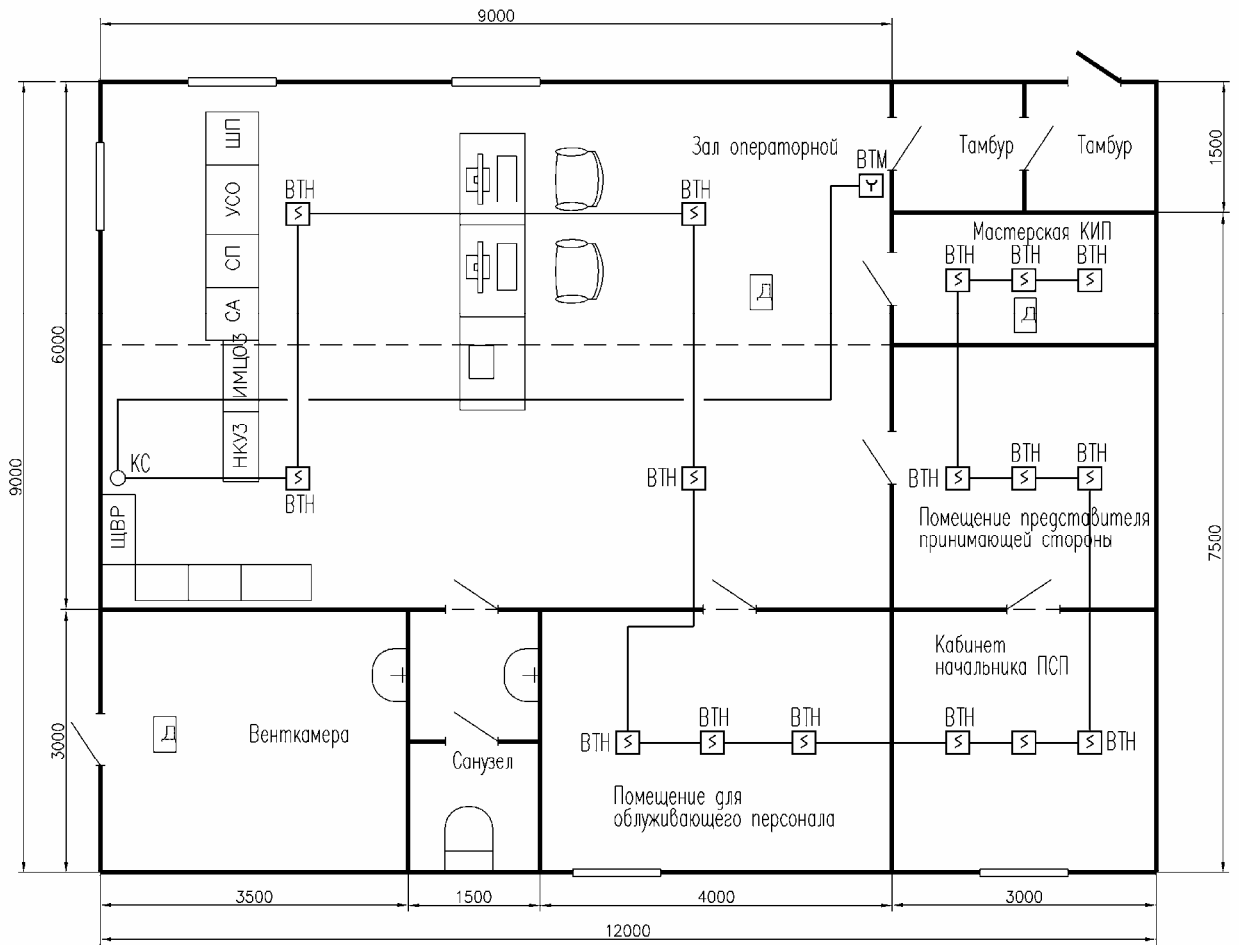 9000
Зал операторной
Тамбур
Тамбур
1500
ШП
УСО
СП
СА
ИМЦОЗ
НКУЗ
ВТН
ВТН
ВТМ
Д
Мастерская КИП
ВТН
ВТН
ВТН
Д
6000
9000
КС
ВТН
ВТН
ЩВР
ВТН
ВТН
ВТН
Помещение представителя
принимающей стороны
7500
Кабинет
начальника ПСП
3000
Д
Венткамера
Санузел
ВТН
ВТН
ВТН
ВТН
ВТН
Помещение для
облуживающего персонала
3500
1500
4000
3000
12000